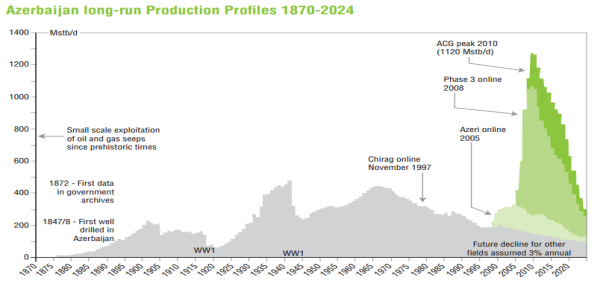 Azerbaijan long-run Production Profiles 1870-2024
Mstb/d
1400
1200
1000
800
600
400
200
0
ACG peak 2010
(1120 Mstb/d)
Phase 3 online
2008
Azeri online
2005
Chirag online
November 1997
Small scale exploitation
of oil and gas seeps
since prehistoric times
1872 - First data
in government
archives
1847/8 - First well
drilled in
Azerbaijan
WW1
WW1
Future decline for other
fields assumed 3% annual
1870
1875
1880
1885
1890
1895
1900
1905
1910
1915
1920
1925
1930
1935
1940
1945
1950
1955
1960
1965
1970
1975
1980
1985
1990
1995
2000
2005
2010
2015
2020